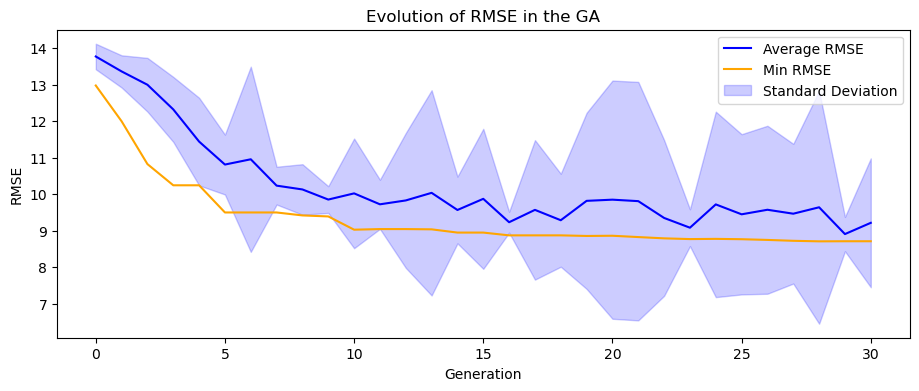 Evolution of RMSE in the GA
RMSE
14
13
12
11
10
9
8
7
Average RMSE
Min RMSE
Standard Deviation
0 5 10 15 20 25 30
Generation